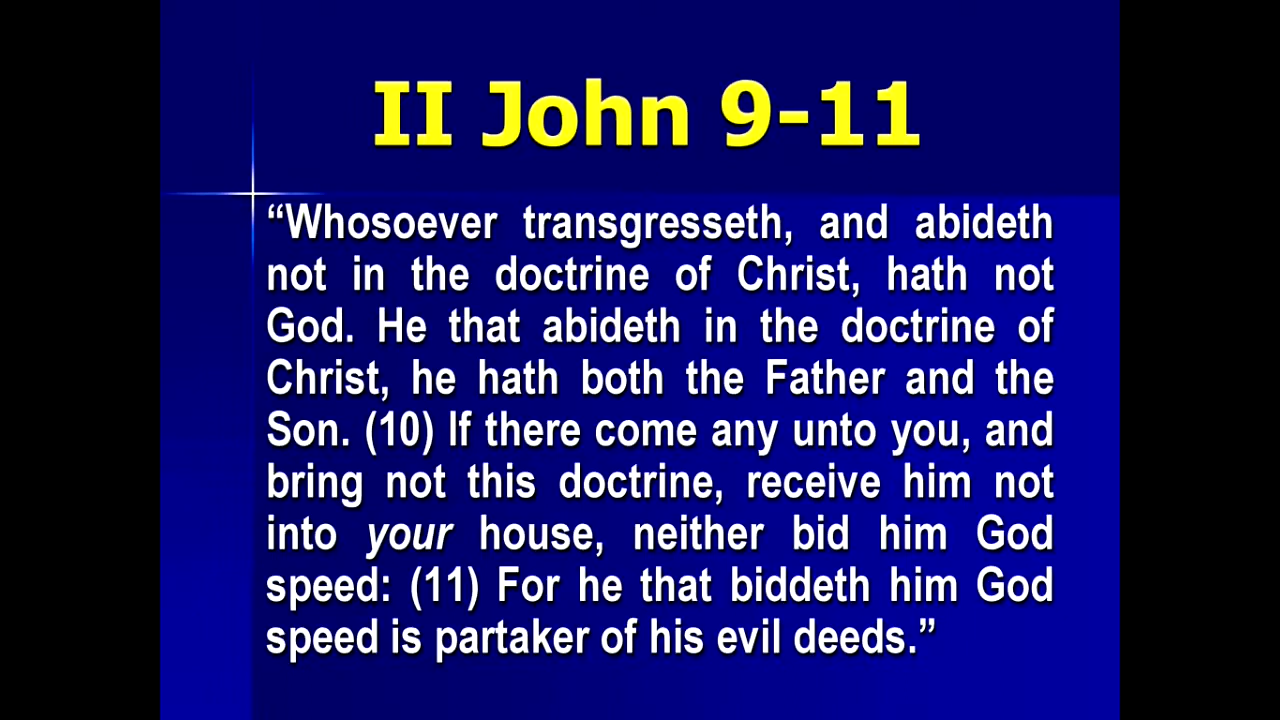 II John 9-11
“Whosoever transgresseth, and abideth
not in the doctrine of Christ, hath not
God. He that abideth in the doctrine of
Christ, he hath both the Father and the
Son. (10) If there come any unto you, and
bring not this doctrine, receive him not
into your house, neither bid him God
speed: (11) For he that biddeth him God
speed is partaker of his evil deeds.”